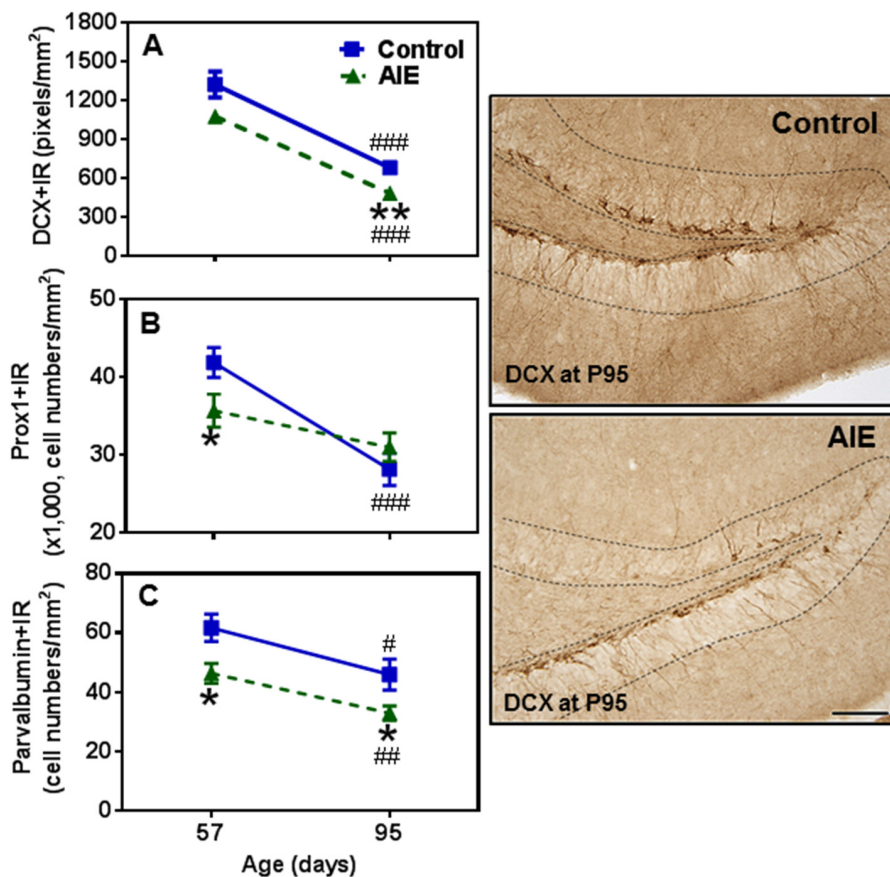 A
Control
AIE
DCX+IR (pixels/mm²)
1800
1500
1200
900
600
300
0
###
**
###
B
Prox1+IR
(x1,000, cell numbers/mm²)
50
40
30
20
*
###
C
Parvalbumin+IR
(cell numbers/mm²)
80
60
40
20
0
*
#
*
##
57
95
Age (days)
Control
DCX at P95
AIE
DCX at P95